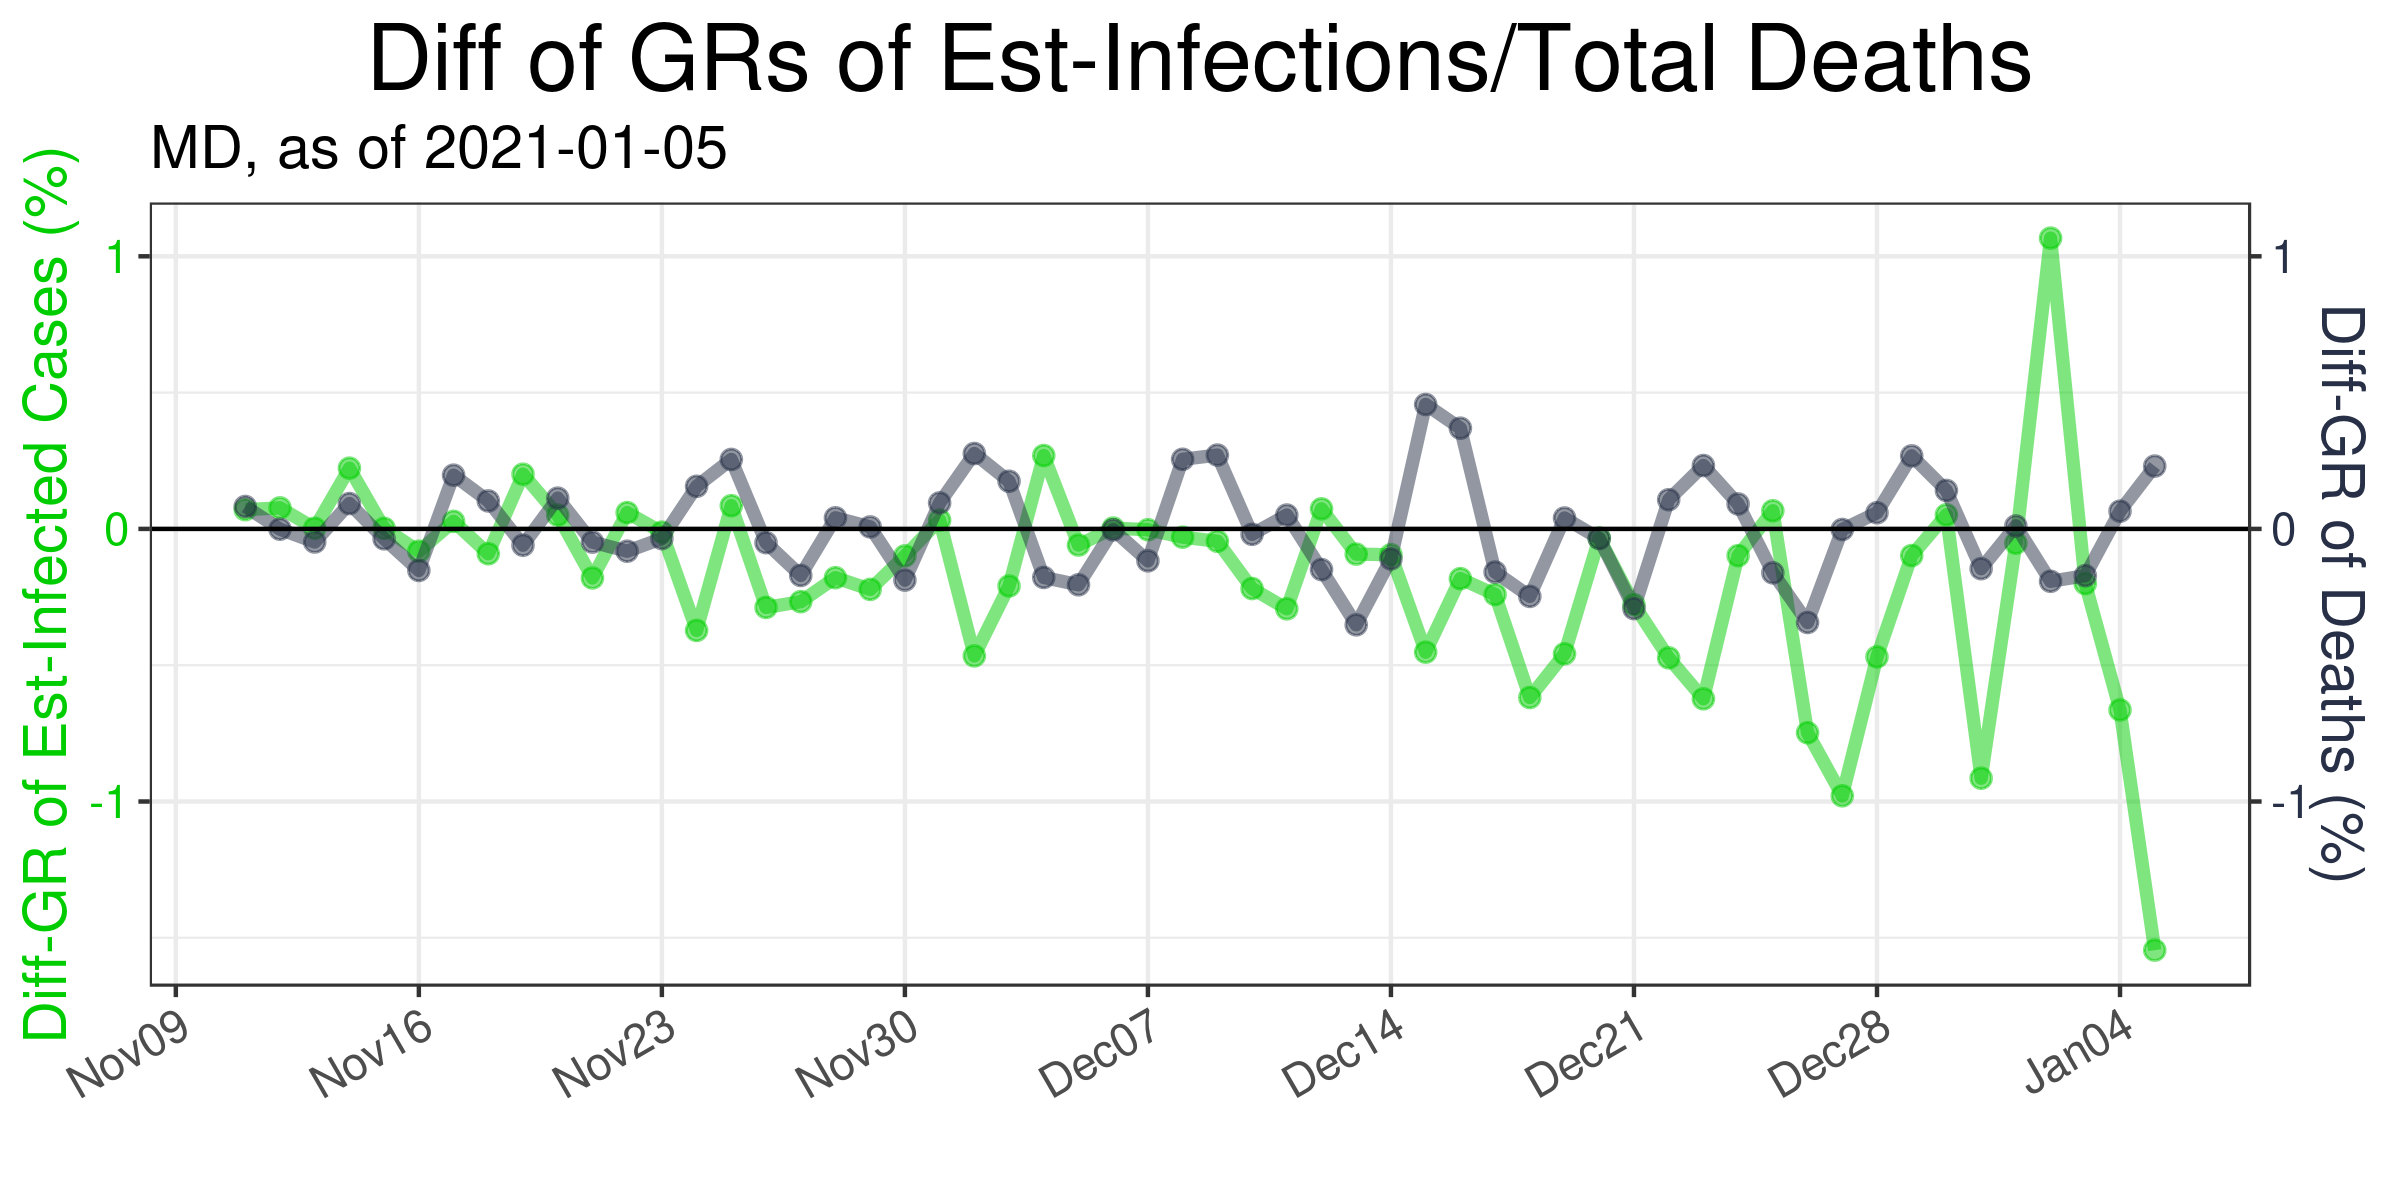 Diff of GRs of Est-Infections/Total Deaths
MD, as of 2021-01-05
Diff-GR of Est-Infected Cases (%)
1
0
-1
1
0
-1
Diff-GR of Deaths (%)
Nov09
Nov16
Nov23
Nov30
Dec07
Dec14
Dec21
Dec28
Jan04